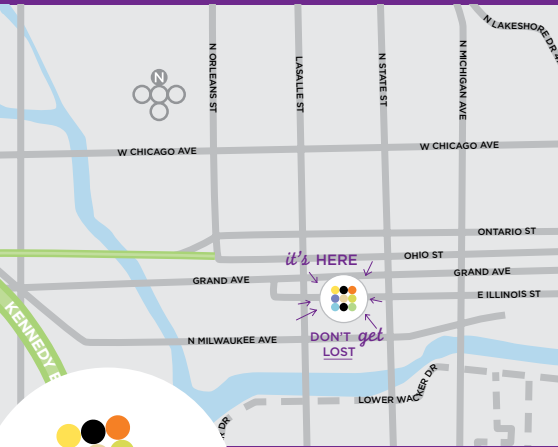 N LAKESHORE DR
N ORLEANS ST
LASALLE ST
N STATE ST
N MICHIGAN AVE
N
W CHICAGO AVE
W CHICAGO AVE
ONTARIO ST
it's HERE
OHIO ST
GRAND AVE
GRAND AVE
E ILLINOIS ST
KENNEDY
DON'T get
LOST
N MILWAUKEE AVE
LOWER WACKER DR
DR